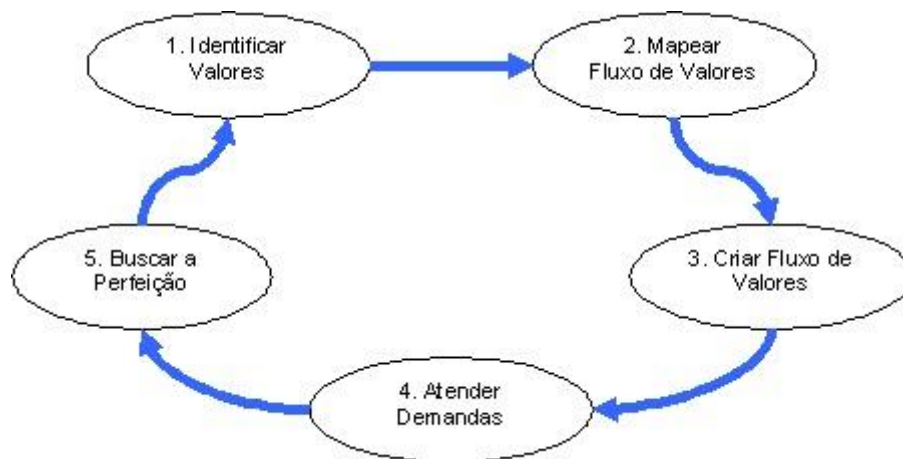 1. Identificar
Valores
2. Mapear
Fluxo de Valores
3. Criar Fluxo de
Valores
4. Atender
Demandas
5. Buscar a
Perfeição